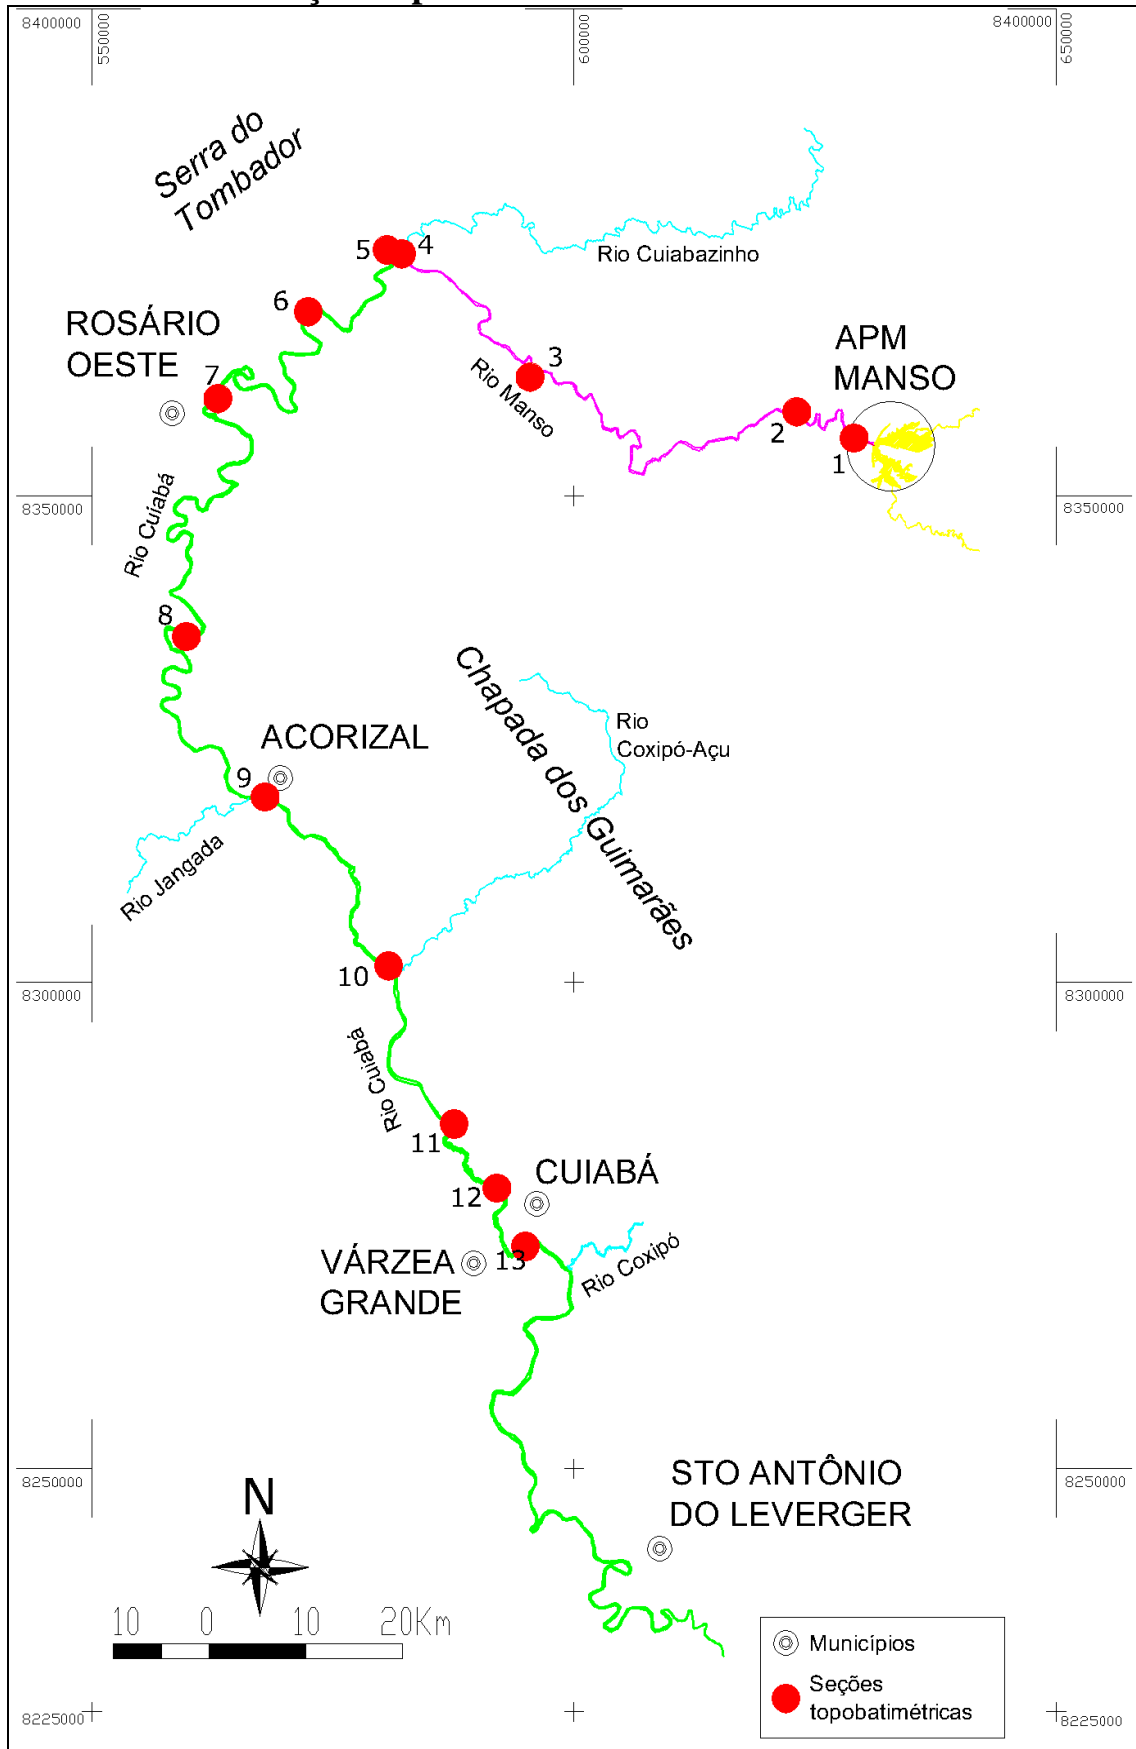 8400000
550000
600000
8400000
650000
Serra do
Tombador
5
4
Rio Cuiabazinho
6
ROSÁRIO
OESTE
7
3
Rio Manso
APM
MANSO
2
1
8350000
8350000
Rio Cuiabá
8
Chapada dos Guimarães
Rio
Coxipó-Açu
ACORIZAL
9
Rio Jangada
10
8300000
8300000
Rio Cuiabá
11
CUIABÁ
12
VÁRZEA
GRANDE
13
Rio Coxipó
8250000
8250000
STO ANTÔNIO
DO LEVERGER
N
10 0 10 20Km
Municípios
Seções
topobatimétricas
8225000
8225000